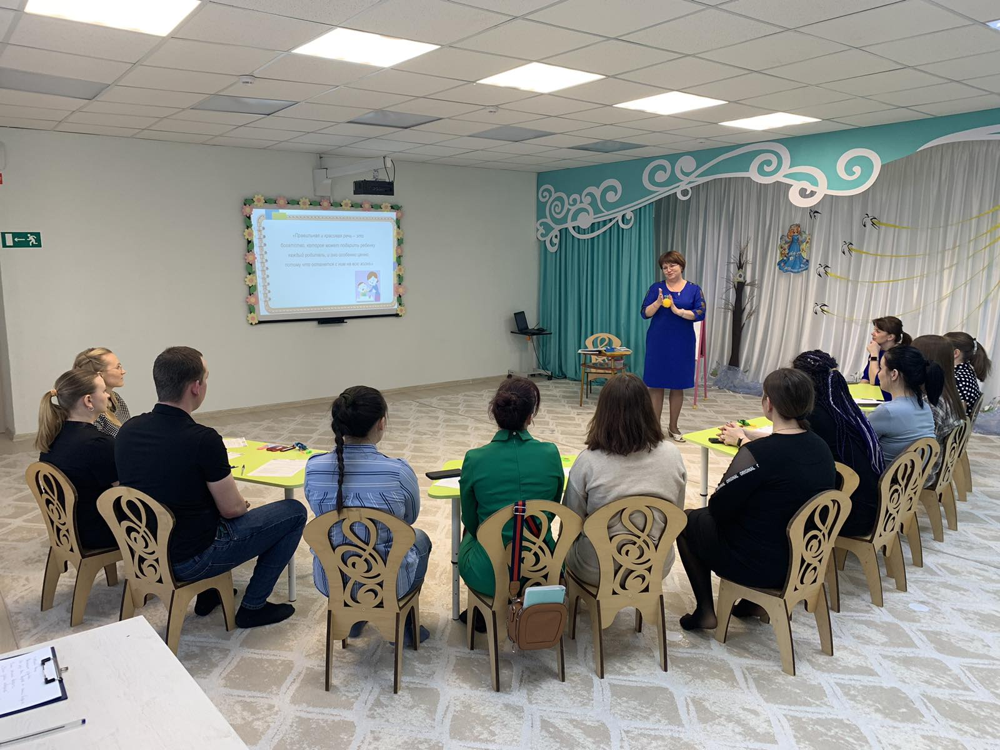 «Правильная и красивая речь – это
богатство, которое может подарить ребенку
каждый родитель, и оно особенно ценно,
потому что останется с ним на всю жизнь»
ORIGINAL ORIGINAL ORIGINAL